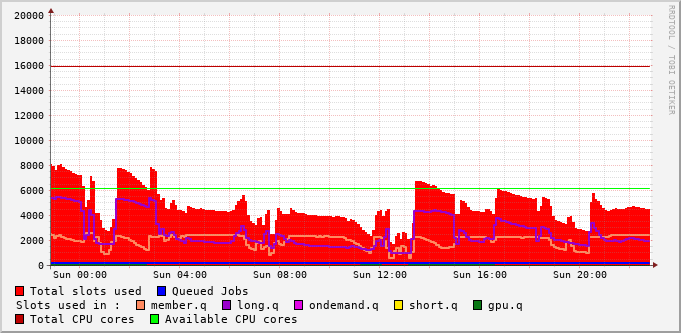 20000
18000
16000
14000
12000
10000
8000
6000
4000
2000
0
Sun 00:00 Sun 04:00 Sun 08:00 Sun 12:00 Sun 16:00 Sun 20:00
RRDTOOL / TOBI OETIKER
Total slots used Queued Jobs
Slots used in : member.q long.q ondemand.q short.q gpu.q
Total CPU cores Available CPU cores